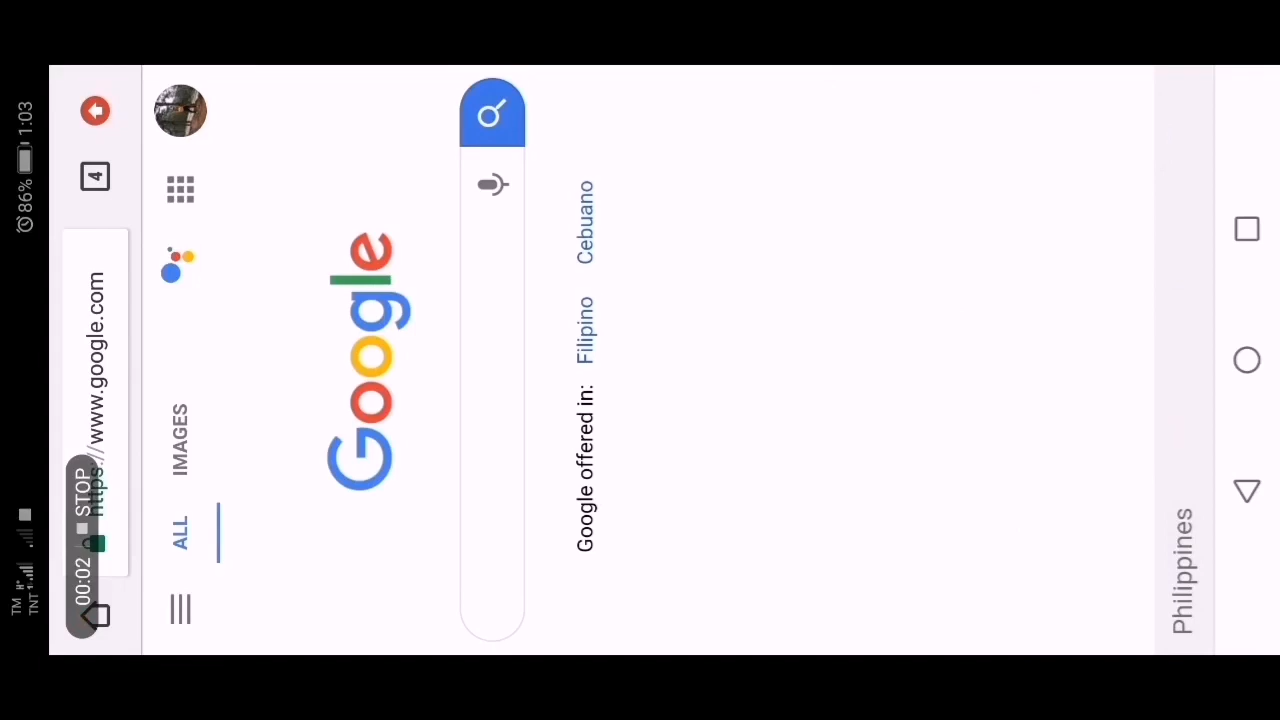 TM H+
TNT
86% 1:03
00:02 STOP
https://www.google.com
4
ALL IMAGES
Google
Google offered in: Filipino Cebuano
Philippines